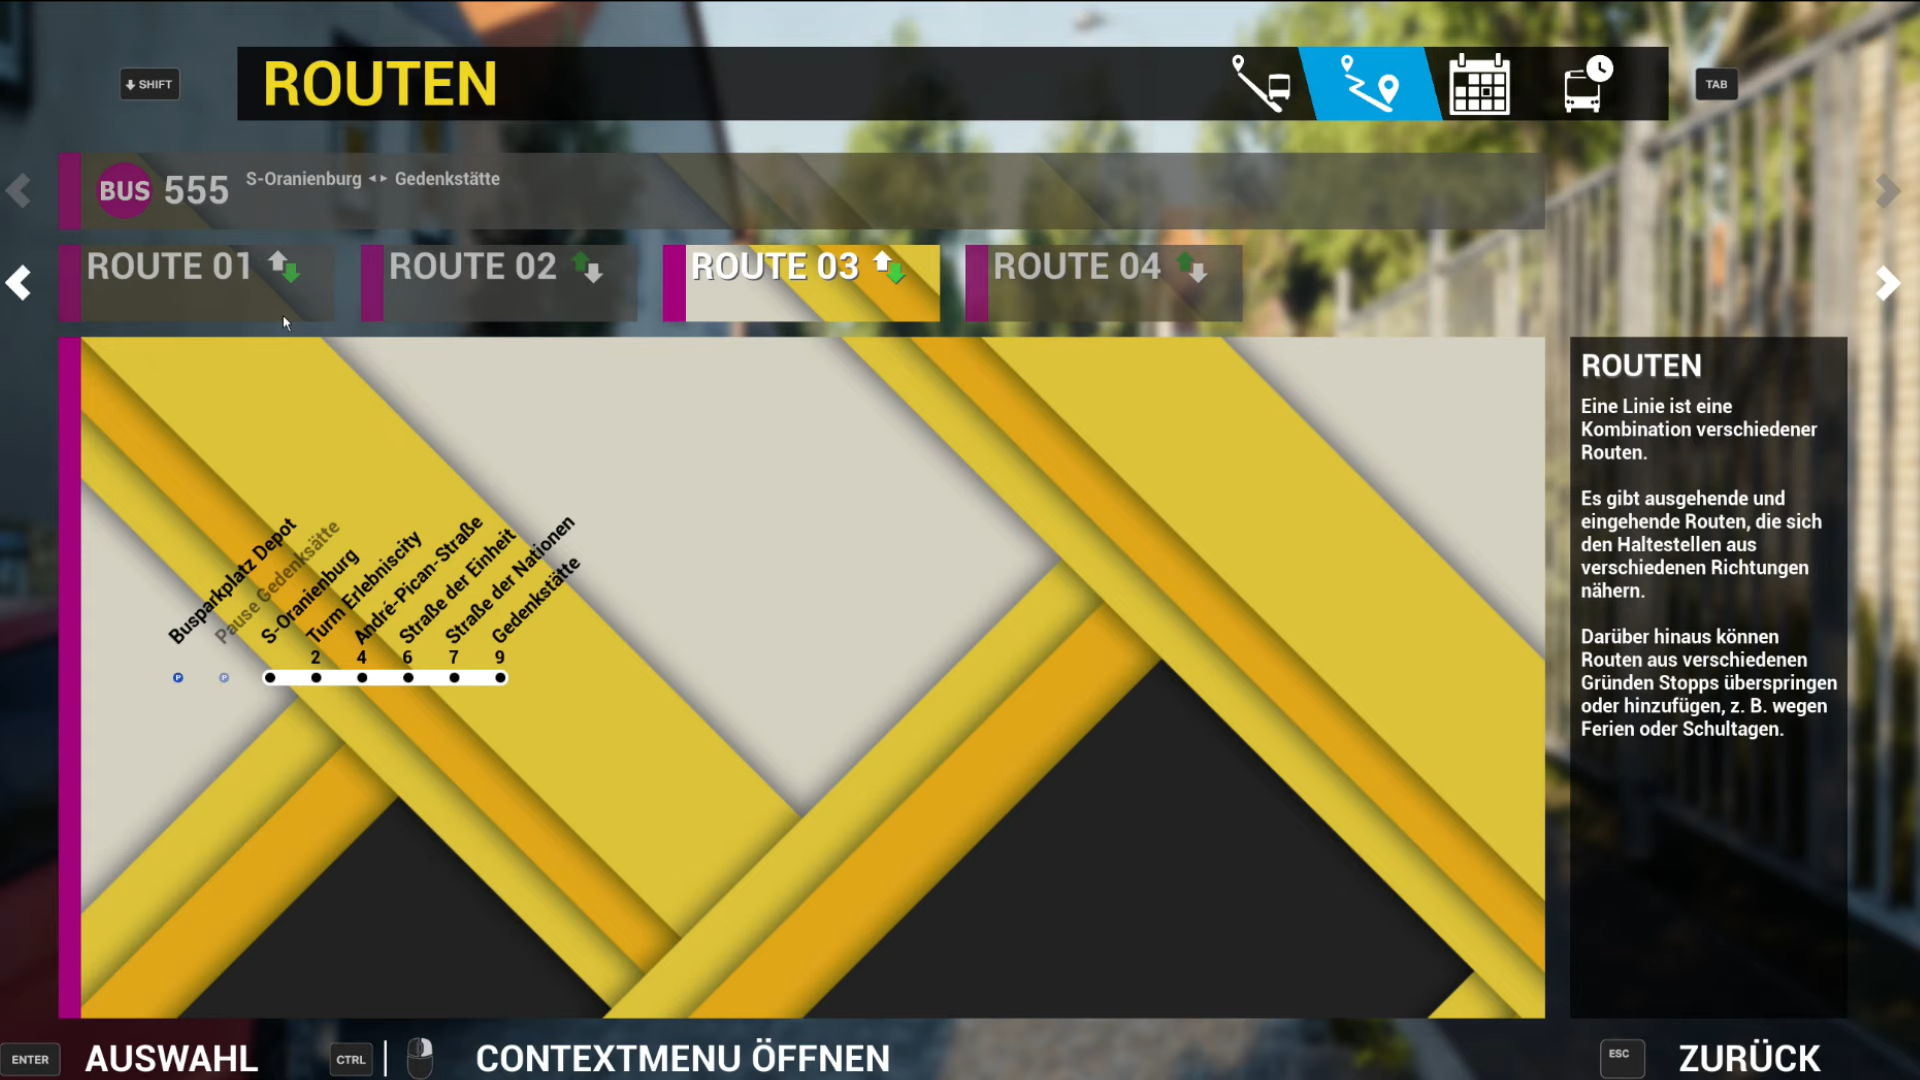 SHIFT
ROUTEN
TAB
BUS 555 S-Oranienburg Gedenkstätte
ROUTE 01
ROUTE 02
ROUTE 03
ROUTE 04
Busparkplatz Depot
Pause Gedenksätte
S-Oranienburg
Turm Erlebniscity
André-Pican-Straße
Straße der Einheit
Straße der Nationen
Gedenkstätte
2 4 6 7 9
P P
ROUTEN
Eine Linie ist eine
Kombination verschiedener
Routen.
Es gibt ausgehende und
eingehende Routen, die sich
den Haltestellen aus
verschiedenen Richtungen
nähern.
Darüber hinaus können
Routen aus verschiedenen
Gründen Stopps überspringen
oder hinzufügen, z. B. wegen
Ferien oder Schultagen.
ENTER AUSWAHL
CTRL | CONTEXTMENU ÖFFNEN
ESC ZURÜCK